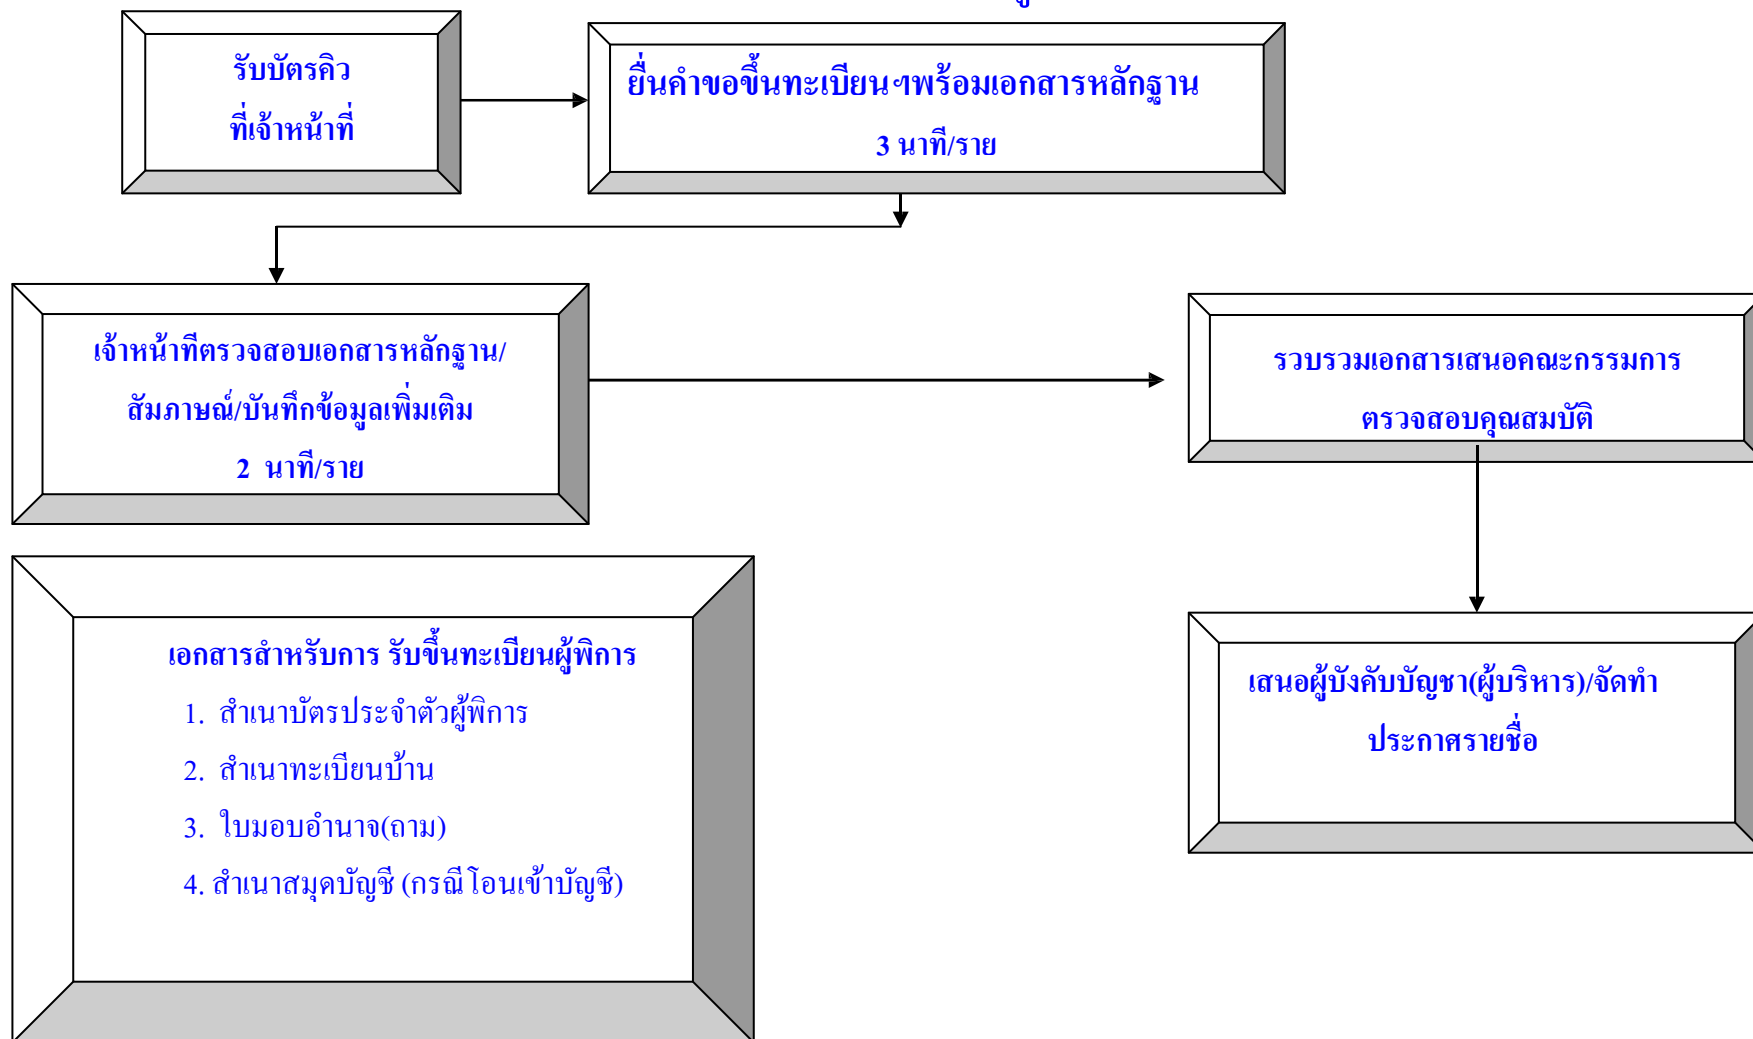 รับบัตรคิว
ที่เจ้าหน้าที่
ยื่นคำขอขึ้นทะเบียนฯพร้อมเอกสารหลักฐาน
3 นาที/ราย
เจ้าหน้าที่ตรวจสอบเอกสารหลักฐาน/
สัมภาษณ์/บันทึกข้อมูลเพิ่มเติม
2 นาที/ราย
รวบรวมเอกสารเสนอคณะกรรมการ
ตรวจสอบคุณสมบัติ
เสนอผู้บังคับบัญชา(ผู้บริหาร)/จัดทำ
ประกาศรายชื่อ
เอกสารสำหรับการ รับขึ้นทะเบียนผู้พิการ
1. สำเนาบัตรประจำตัวผู้พิการ
2. สำเนาทะเบียนบ้าน
3. ใบมอบอำนาจ(ถาม)
4. สำเนาสมุดบัญชี (กรณีโอนเข้าบัญชี)